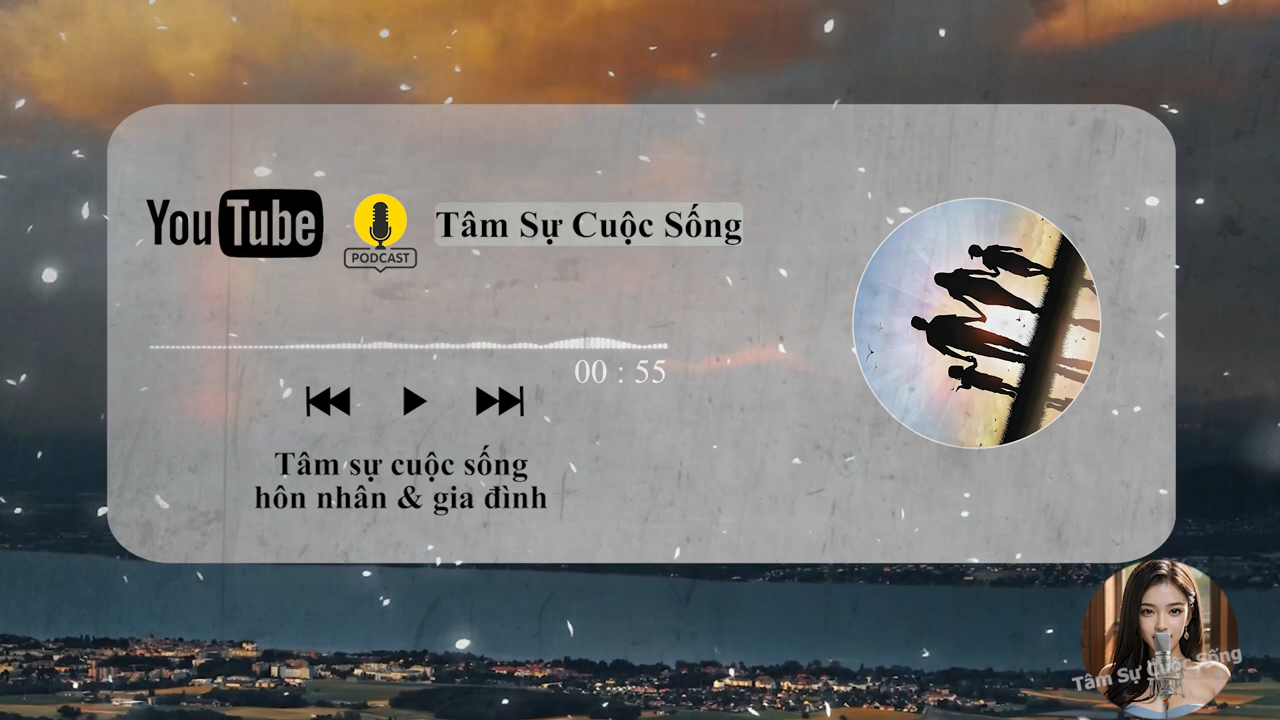 YouTube
PODCAST
Tâm Sự Cuộc Sống
00 : 55
Tâm sự cuộc sống
hôn nhân & gia đình
Tâm Sự Cuộc Sống